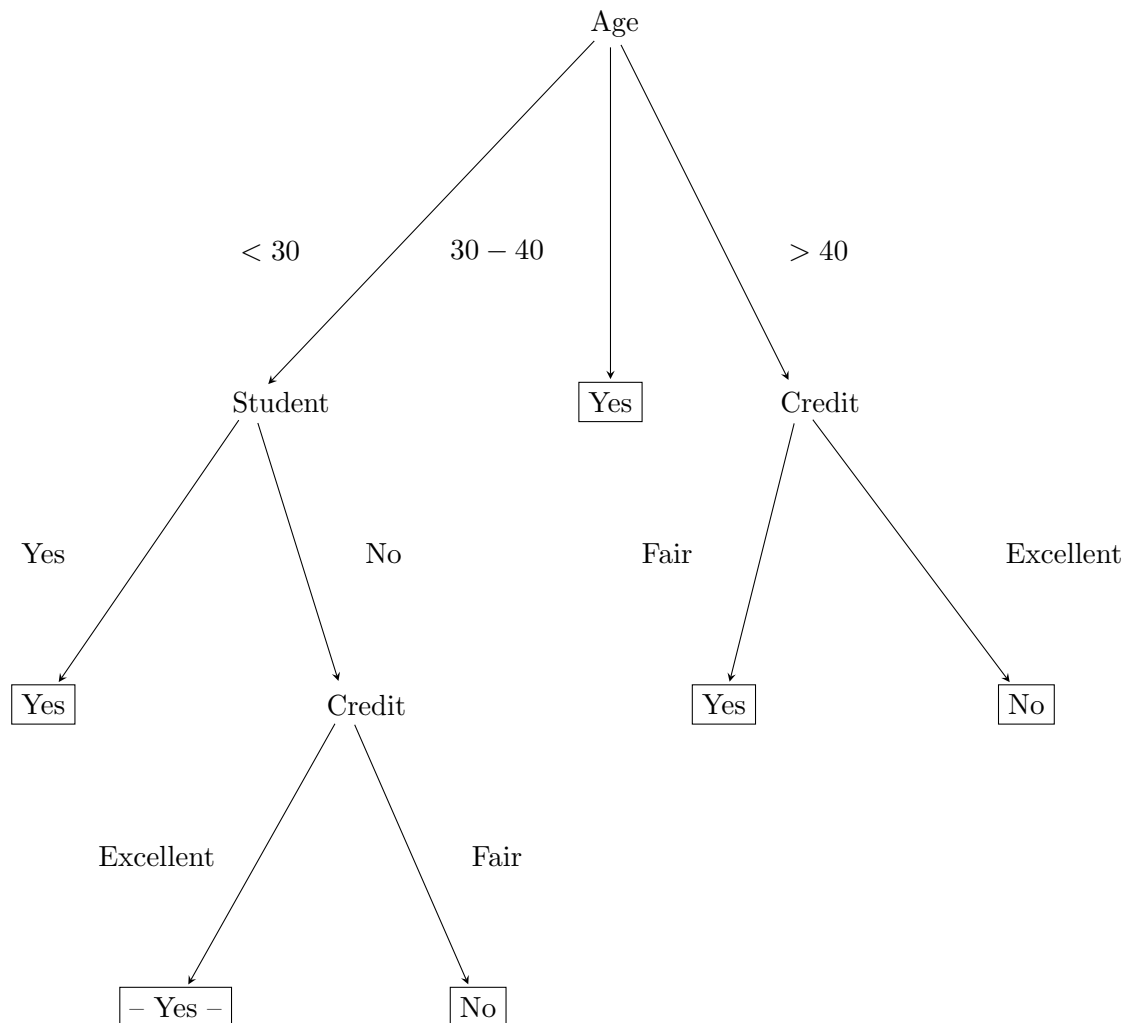 Age
< 30
30 – 40
> 40
Student
Yes
Credit
Yes
No
Fair
Excellent
Yes
Credit
Yes
No
Excellent
Fair
– Yes –
No